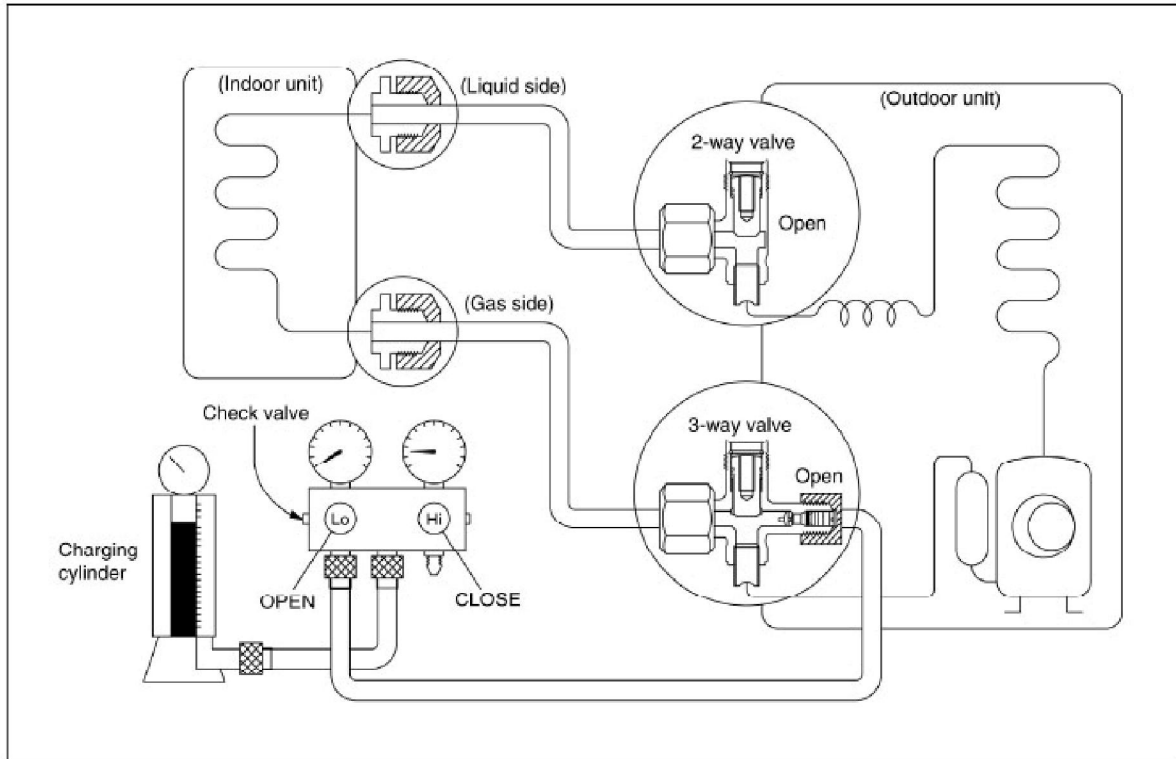 (Indoor unit)
(Liquid side)
(Outdoor unit)
2-way valve
Open
(Gas side)
Check valve
3-way valve
Open
Lo
Hi
Charging
cylinder
OPEN
CLOSE